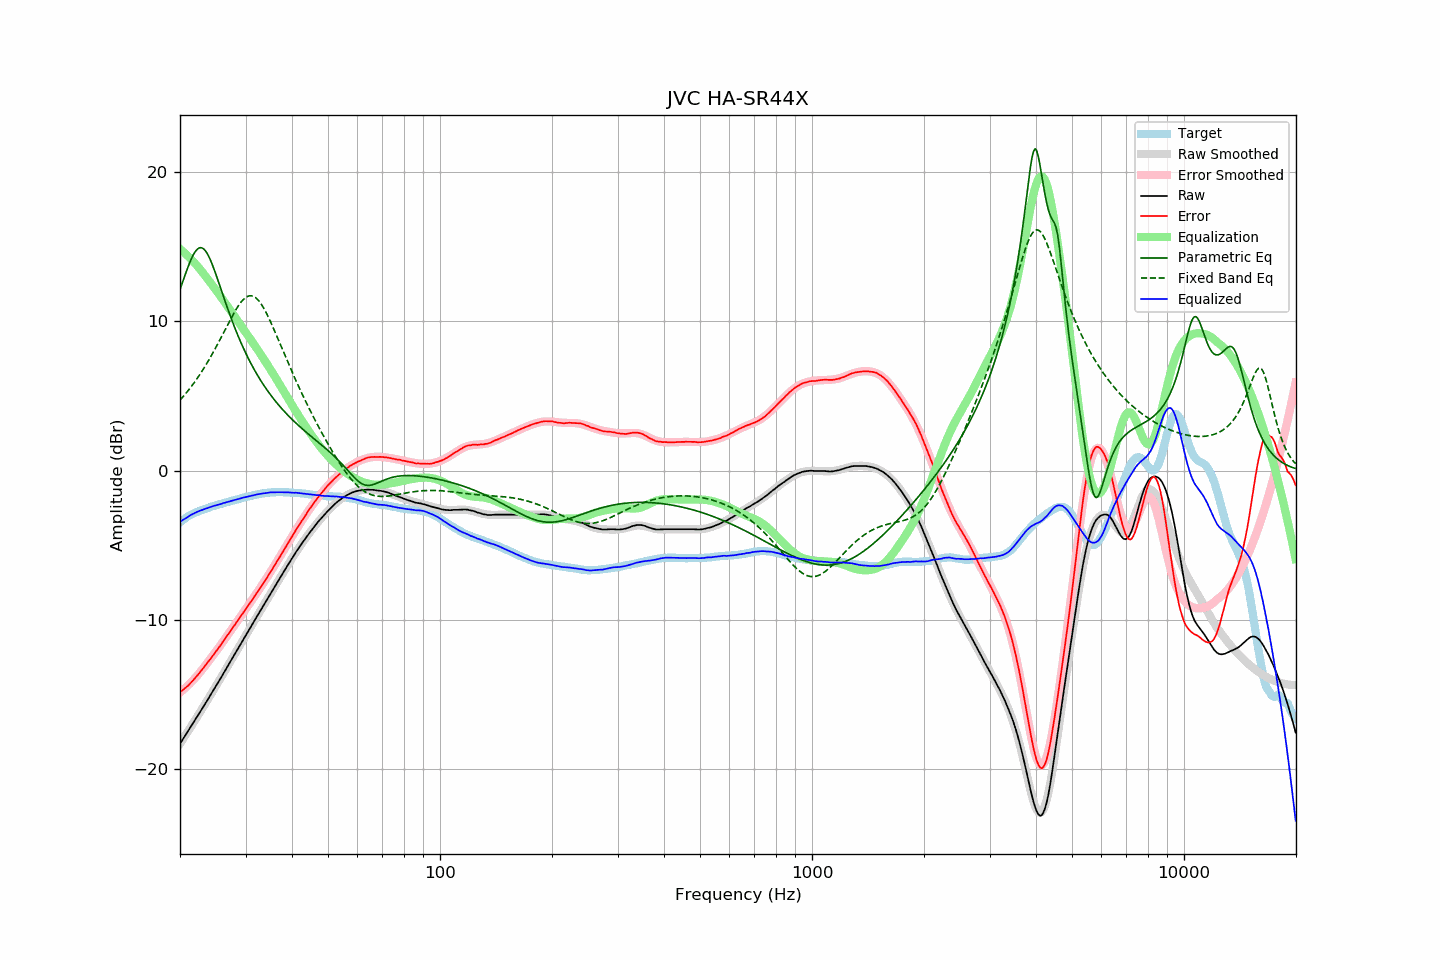 JVC HA-SR44X
Target
Raw Smoothed
Error Smoothed
Raw
Error
Equalization
Parametric Eq
Fixed Band Eq
Equalized
20
10
0
−10
−20
Amplitude (dBr)
100
1000
10000
Frequency (Hz)